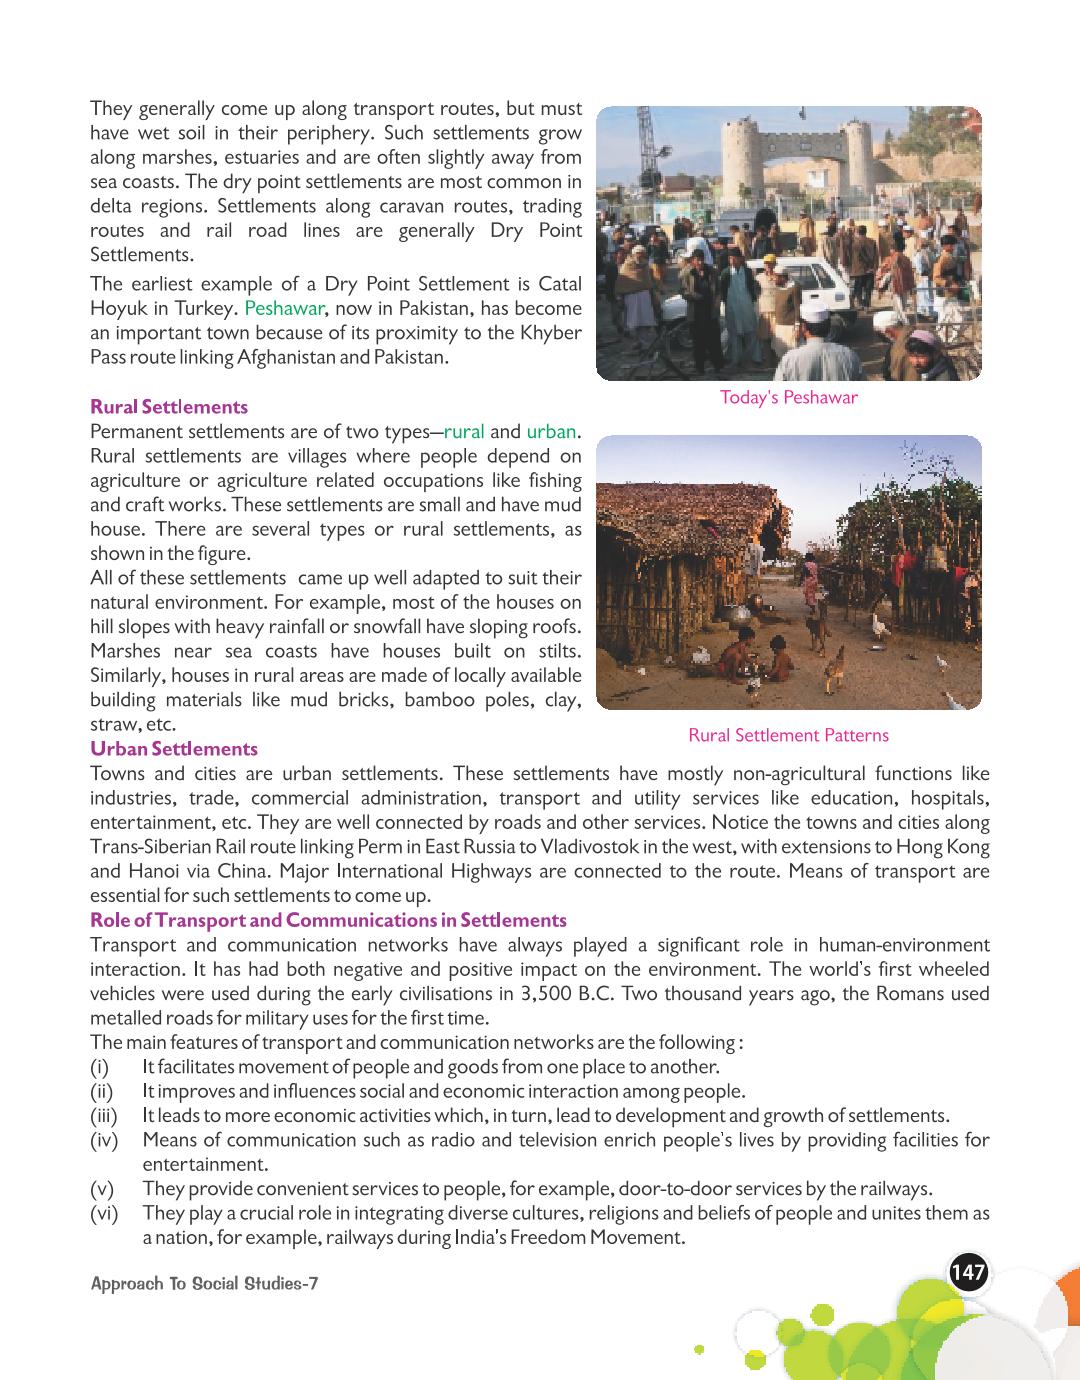 They generally come up along transport routes, but must
have wet soil in their periphery. Such settlements grow
along marshes, estuaries and are often slightly away from
sea coasts. The dry point settlements are most common in
delta regions. Settlements along caravan routes, trading
routes and rail road lines are generally Dry Point
Settlements.
The earliest example of a Dry Point Settlement is Catal
Hoyuk in Turkey. Peshawar, now in Pakistan, has become
an important town because of its proximity to the Khyber
Pass route linking Afghanistan and Pakistan.
Today's Peshawar
Rural Settlements
Permanent settlements are of two types—rural and urban.
Rural settlements are villages where people depend on
agriculture or agriculture related occupations like fishing
and craft works. These settlements are small and have mud
house. There are several types or rural settlements, as
shown in the figure.
All of these settlements came up well adapted to suit their
natural environment. For example, most of the houses on
hill slopes with heavy rainfall or snowfall have sloping roofs.
Marshes near sea coasts have houses built on stilts.
Similarly, houses in rural areas are made of locally available
building materials like mud bricks, bamboo poles, clay,
straw, etc.
Rural Settlement Patterns
Urban Settlements
Towns and cities are urban settlements. These settlements have mostly non-agricultural functions like
industries, trade, commercial administration, transport and utility services like education, hospitals,
entertainment, etc. They are well connected by roads and other services. Notice the towns and cities along
Trans-Siberian Rail route linking Perm in East Russia to Vladivostok in the west, with extensions to Hong Kong
and Hanoi via China. Major International Highways are connected to the route. Means of transport are
essential for such settlements to come up.
Role of Transport and Communications in Settlements
Transport and communication networks have always played a significant role in human-environment
interaction. It has had both negative and positive impact on the environment. The world's first wheeled
vehicles were used during the early civilisations in 3,500 B.C. Two thousand years ago, the Romans used
metalled roads for military uses for the first time.
The main features of transport and communication networks are the following :
(i) It facilitates movement of people and goods from one place to another.
(ii) It improves and influences social and economic interaction among people.
(iii) It leads to more economic activities which, in turn, lead to development and growth of settlements.
(iv) Means of communication such as radio and television enrich people's lives by providing facilities for
entertainment.
(v) They provide convenient services to people, for example, door-to-door services by the railways.
(vi) They play a crucial role in integrating diverse cultures, religions and beliefs of people and unites them as
a nation, for example, railways during India's Freedom Movement.
Approach To Social Studies-7
147